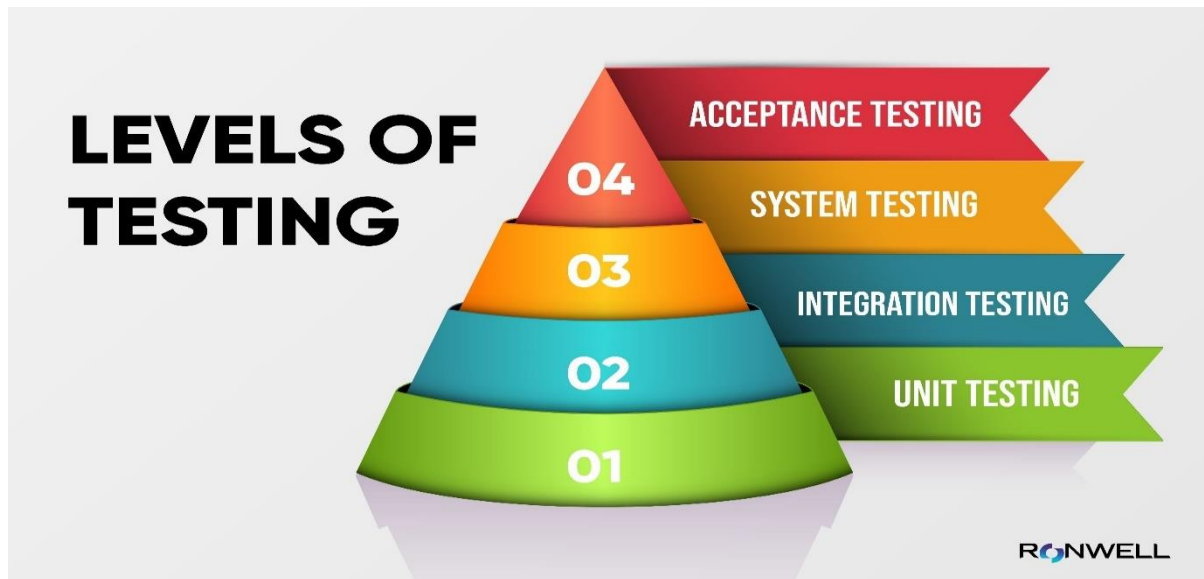 LEVELS OF
TESTING
04
ACCEPTANCE TESTING
03
SYSTEM TESTING
02
INTEGRATION TESTING
01
UNIT TESTING
RONWELL